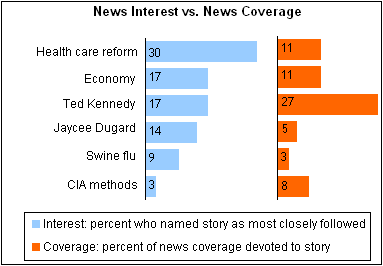 News Interest vs. News Coverage
Health care reform 30 11
Economy 17 11
Ted Kennedy 17 27
Jaycee Dugard 14 5
Swine flu 9 3
CIA methods 3 8
Interest: percent who named story as most closely followed
Coverage: percent of news coverage devoted to story